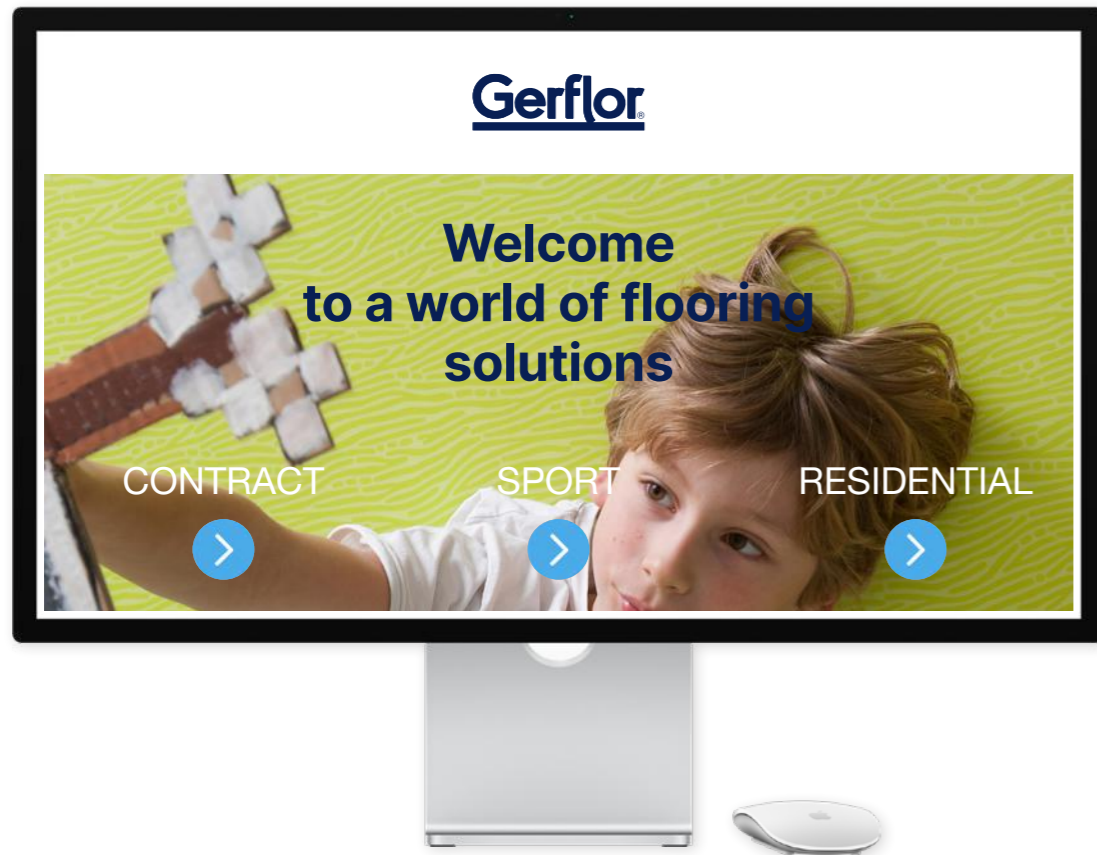 Gerflor®
Welcome
to a world of flooring
solutions
CONTRACT
SPORT
RESIDENTIAL